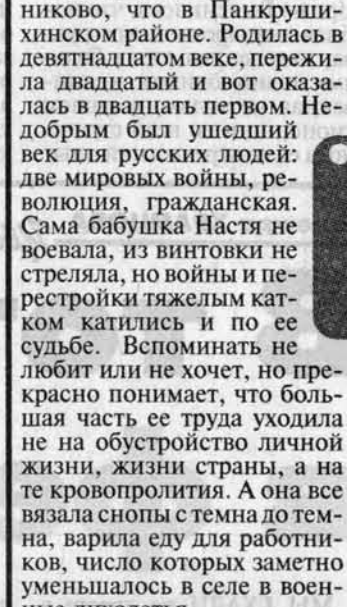 никово, что в Панкруши-
хинском районе. Родилась в
девятнадцатом веке, пережи-
ла двадцатый и вот оказа-
лась в двадцать первом. Не-
добрым был ушедший
век для русских людей:
две мировых войны, ре-
волюция, гражданская.
Сама бабушка Настя не
воевала, из винтовки не
стреляла, но войны и пе-
рестройки тяжелым кат-
ком катились и по ее
судьбе. Вспоминать не
любит или не хочет, но пре-
красно понимает, что боль-
шая часть ее труда уходила
не на обустройство личной
жизни, жизни страны, а на
те кровопролития. А она все
вязала снопы с темна до тем-
на, варила еду для работни-
ков, число которых заметно
уменьшалось в селе в воен-